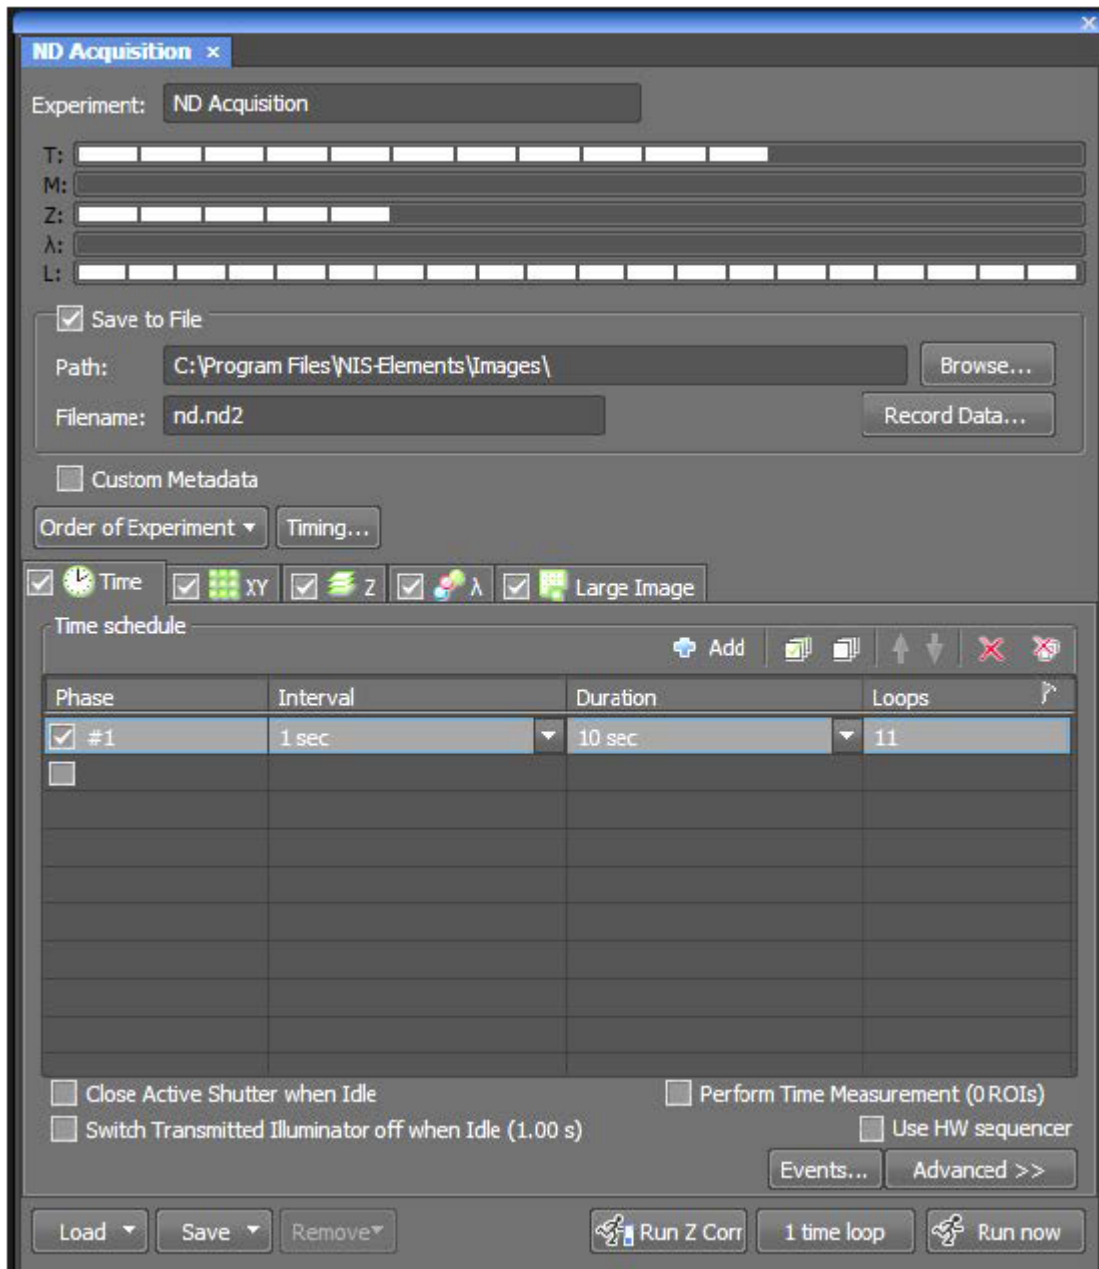 ND Acquisition ×
Experiment: ND Acquisition
T:
M:
Z:
λ:
L:
Save to File
Path: C:\Program Files\NIS-Elements\Images\ Browse...
Filename: nd.nd2 Record Data...
Custom Metadata
Order of Experiment Timing...
Time XY Z λ Large Image
Time schedule
Add
Phase Interval Duration Loops
#1 1 sec 10 sec 11
Close Active Shutter when Idle Perform Time Measurement (0 ROIs)
Switch Transmitted Illuminator off when Idle (1.00 s) Use HW sequencer
Events... Advanced >>
Load Save Remove Run Z Corr 1 time loop Run now